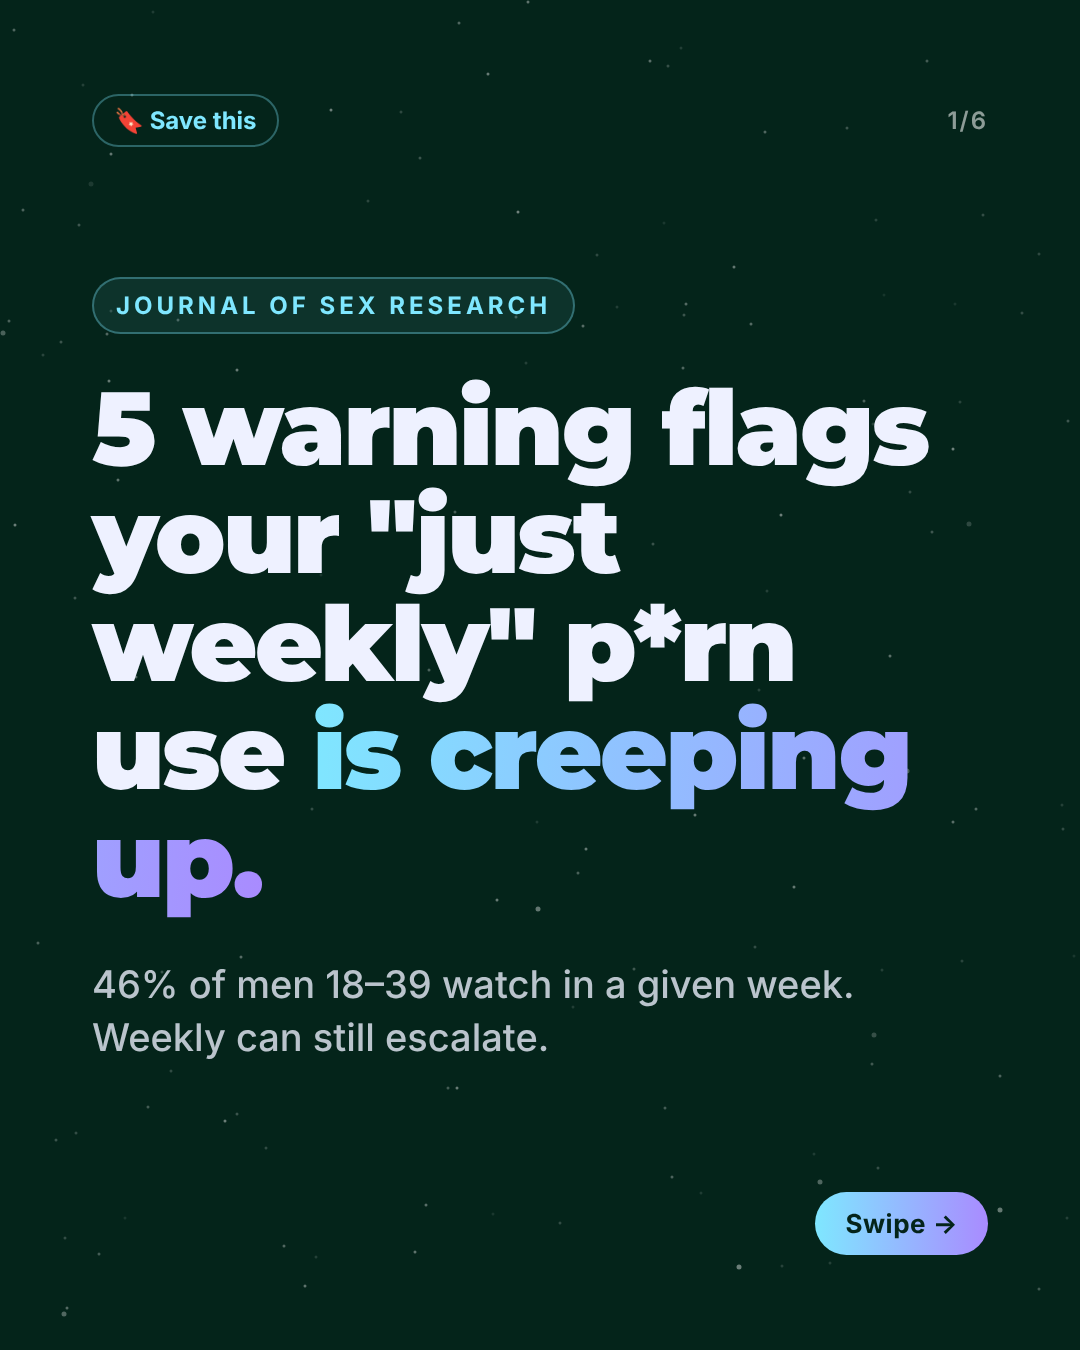 🔖 Save this
1/6
JOURNAL OF SEX RESEARCH
5 warning flags
your "just
weekly" p*rn
use is creeping
up.
46% of men 18–39 watch in a given week.
Weekly can still escalate.
Swipe →